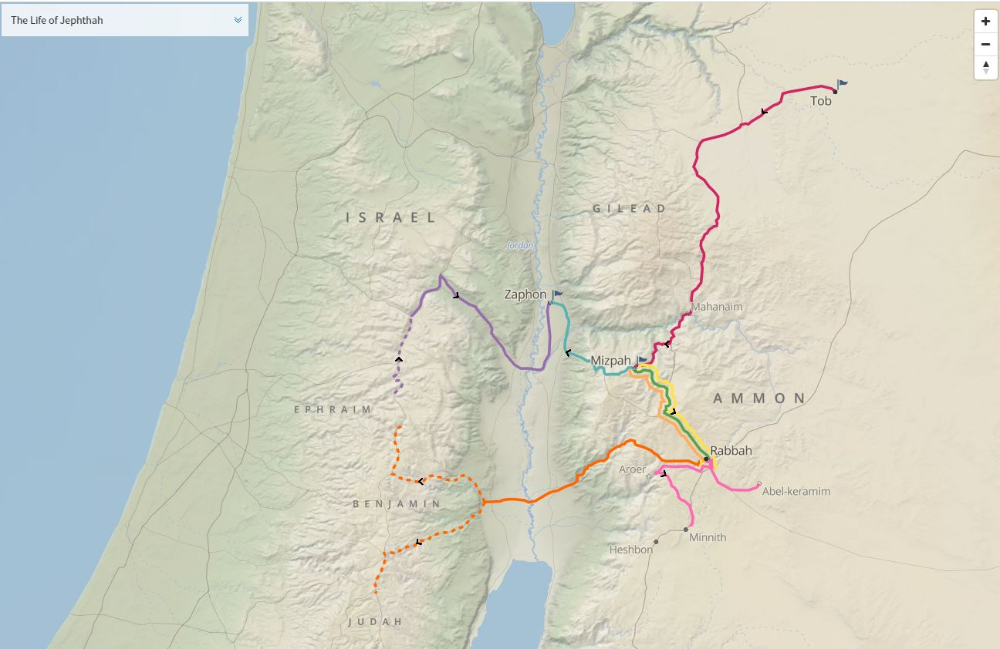 The Life of Jephthah
Tob
GILEAD
ISRAEL
Jordan
Zaphon
Mahanaim
Mizpah
AMMON
EPHRAIM
Rabbah
Aroer
Abel-keramim
BENJAMIN
Minnith
Heshbon
JUDAH